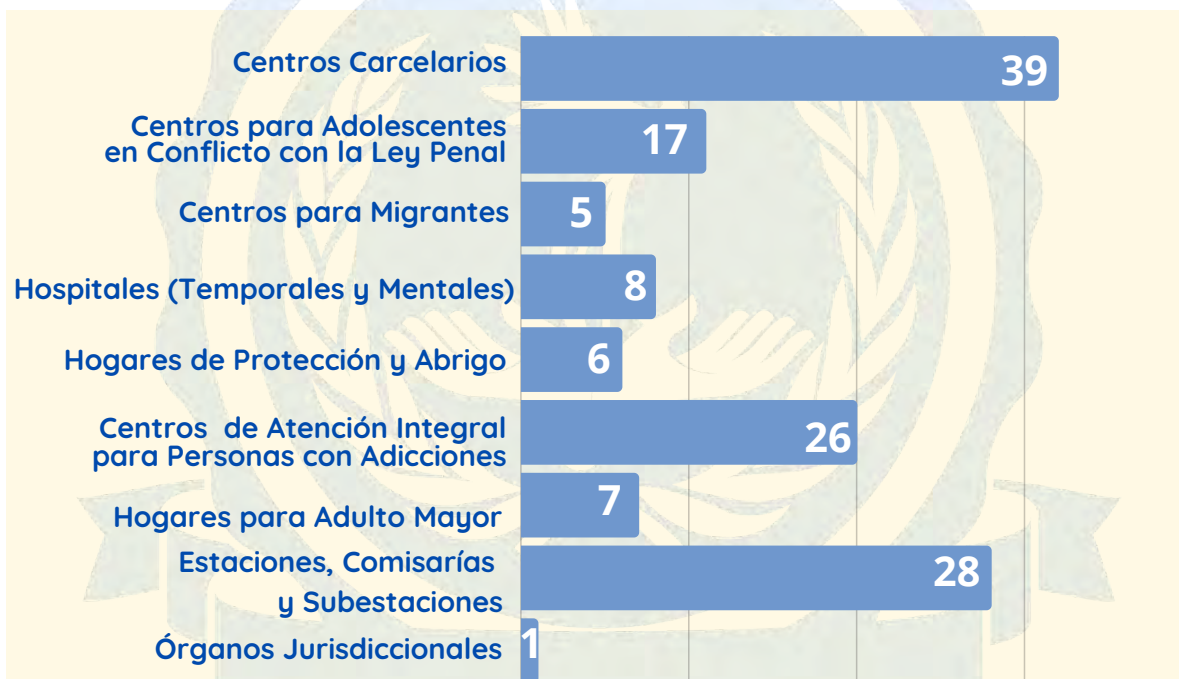 Centros Carcelarios
39
Centros para Adolescentes
en Conflicto con la Ley Penal
17
Centros para Migrantes
5
Hospitales (Temporales y Mentales)
8
Hogares de Protección y Abrigo
6
Centros de Atención Integral
para Personas con Adicciones
26
Hogares para Adulto Mayor
7
Estaciones, Comisarías
y Subestaciones
28
Órganos Jurisdiccionales
1